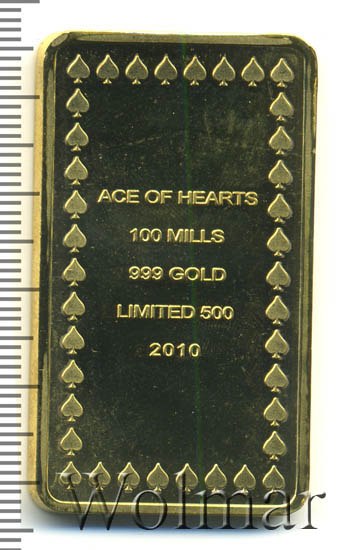 ACE OF HEARTS
100 MILLS
999 GOLD
LIMITED 500
2010
Wolmar